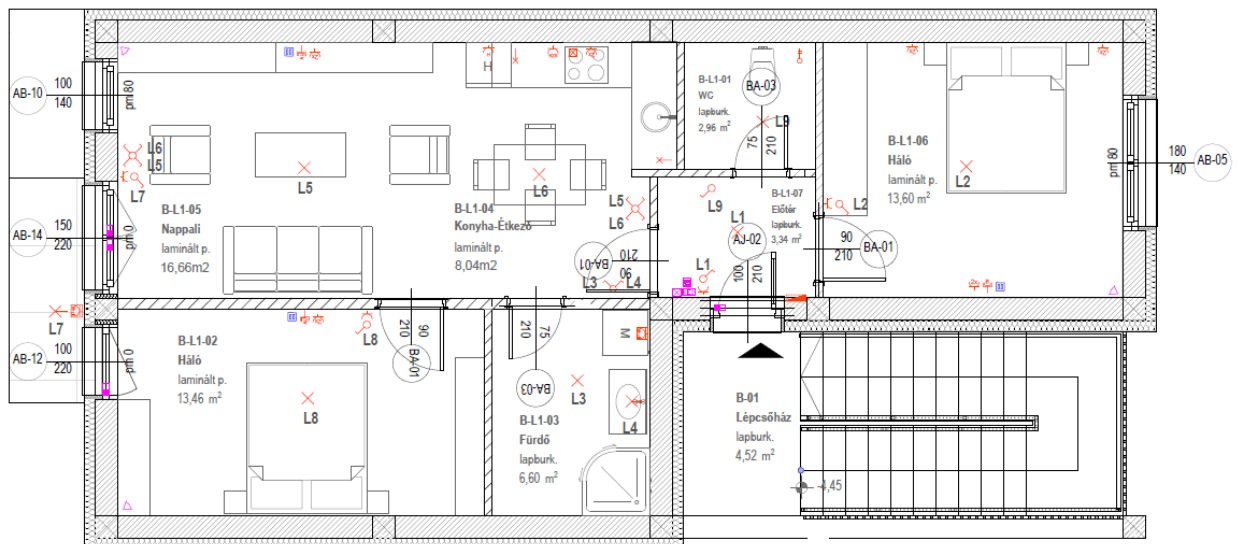 AB-10
100
140
pm80
L6
L5
L7
L5
B-L1-05
Nappali
laminált p.
16,66m2
AB-14
150
220
pm 0
L7
AB-12
100
220
pm 0
H
L6
B-L1-04
Konyha-Étkező
laminált p.
8,04m2
L5
L6
BA-01
210
90
L3
L4
B-L1-01
WC
lapburk.
2,96 m²
BA-03
L9
75
210
L9
L1
B-L1-07
Előtér
lapburk.
3,34 m²
AJ-02
L1
100
210
B-L1-06
Háló
laminált p.
13,60 m²
L2
L2
90
210
BA-01
pm80
180
140
AB-05
B-L1-02
Háló
laminált p.
13,46 m²
L8
L8
90
210
BA-01
75
210
BA-03
B-L1-03
Fürdő
lapburk.
6,60 m²
L3
M
L4
B-01
Lépcsőház
lapburk.
4,52 m²